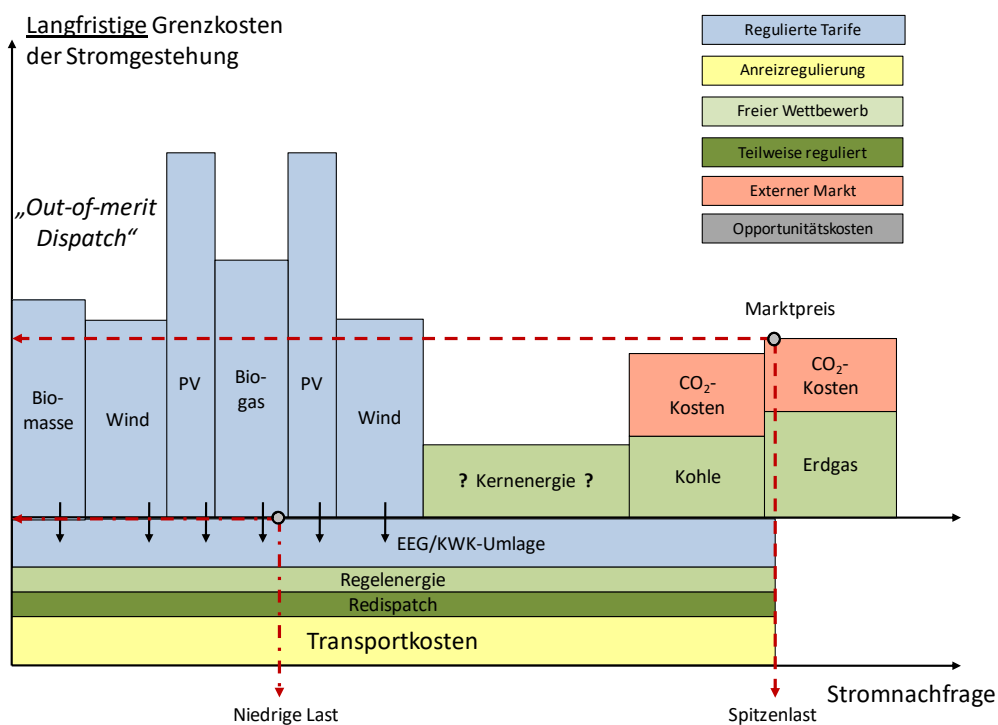 Langfristige Grenzkosten
der Stromgestehung
Regulierte Tarife
Anreizregulierung
Freier Wettbewerb
Teilweise reguliert
Externer Markt
Opportunitätskosten
„Out-of-merit
Dispatch“
Marktpreis
Bio-
masse
Wind
PV
Bio-
gas
PV
Wind
? Kernenergie ?
CO₂-
Kosten
Kohle
CO₂-
Kosten
Erdgas
EEG/KWK-Umlage
Regelenergie
Redispatch
Transportkosten
Stromnachfrage
Niedrige Last
Spitzenlast